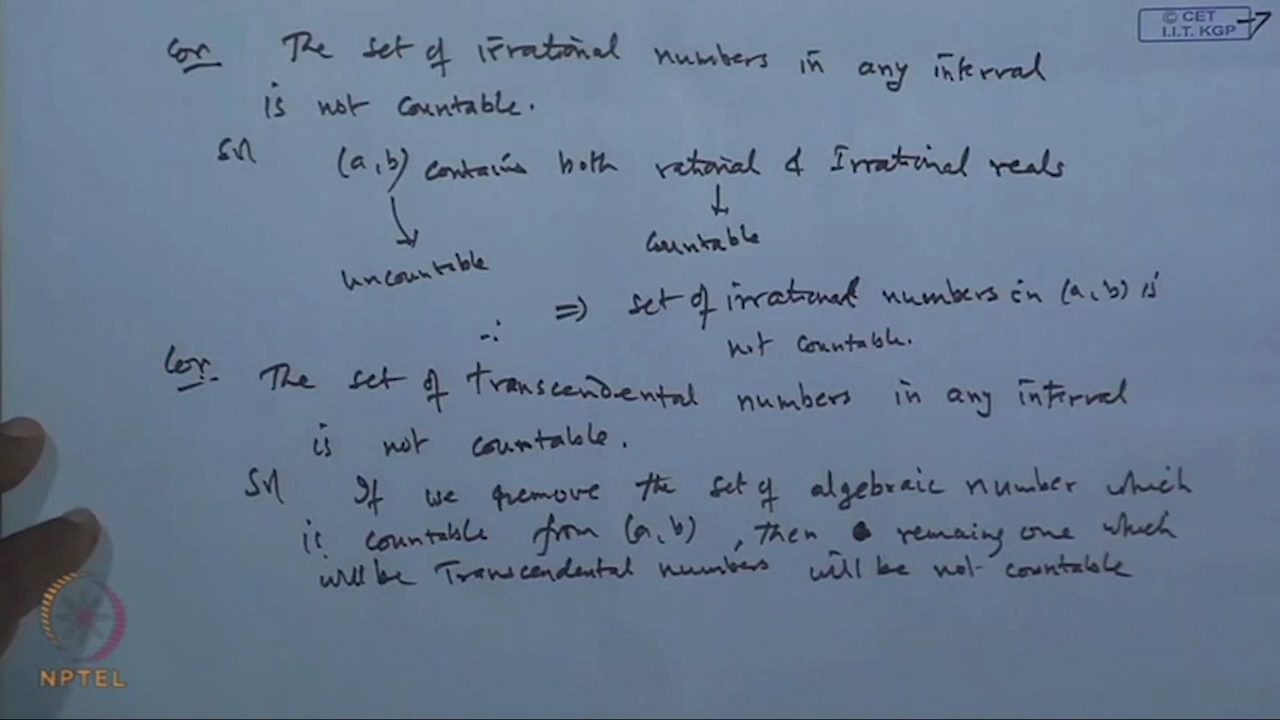 © CET
I.I.T. KGP
Cor The set of irrational numbers in any interval
is not countable.
Sol (a,b) contains both rational & Irrational reals
↓ ↓
uncountable Countable
∴ ⇒ set of irrational numbers in (a,b) is
not countable.
Cor. The set of transcendental numbers in any interval
is not countable.
Sol If we remove the set of algebraic number which
is countable from (a,b), then remaining one which
will be Transcendental numbers will be not countable
NPTEL